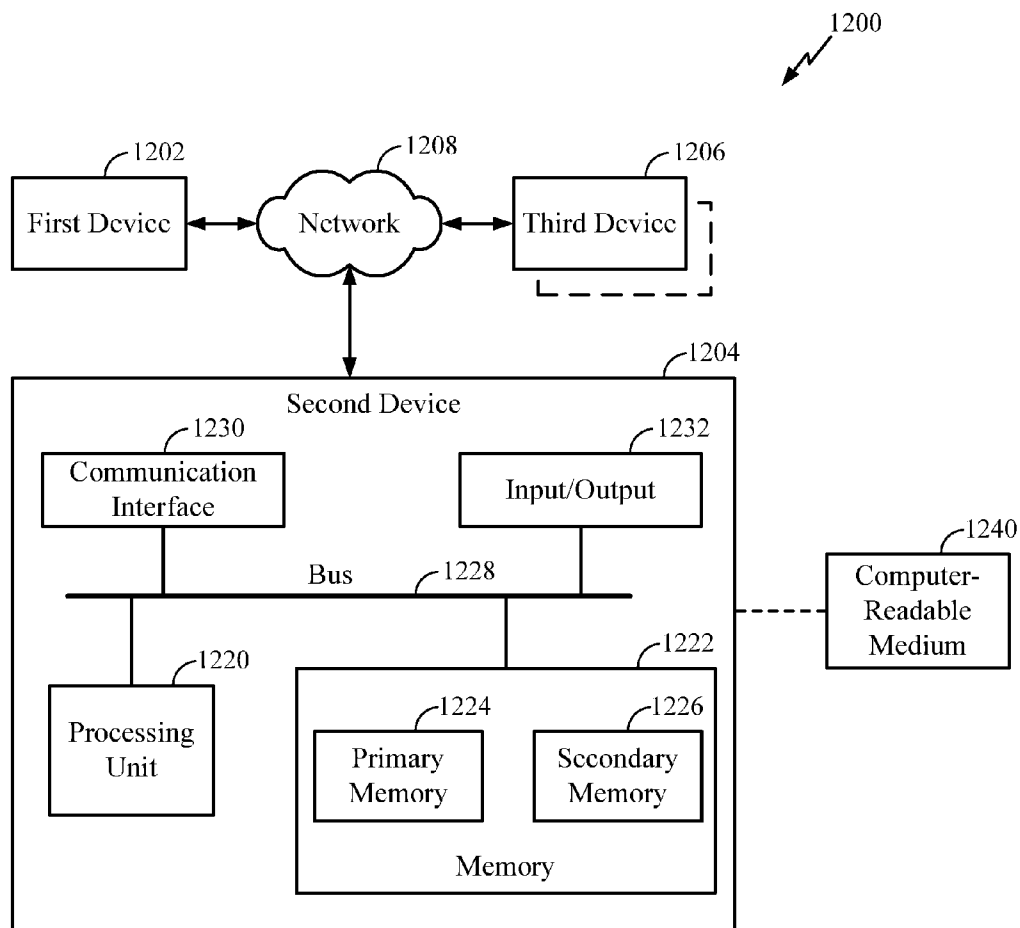 1200
1202
1208
1206
First Device
Network
Third Device
1204
Second Device
1230
1232
Communication
Interface
Input/Output
1240
Computer-
Readable
Medium
Bus
1228
1220
1222
Processing
Unit
1224
1226
Primary
Memory
Secondary
Memory
Memory